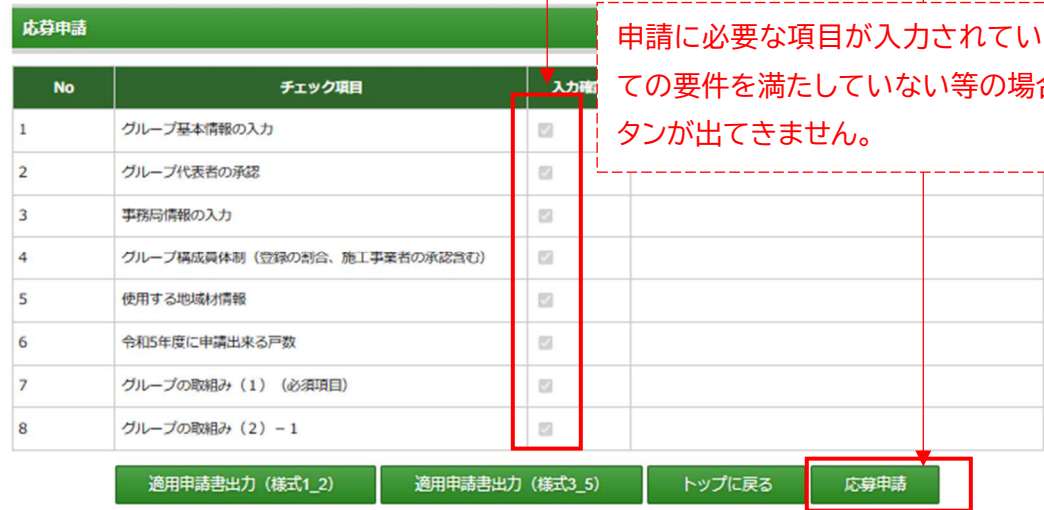 応募申請
申請に必要な項目が入力されてい
ての要件を満たしていない等の場合
タンが出てきません。
No チェック項目 入力確
1 グループ基本情報の入力
2 グループ代表者の承認
3 事務局情報の入力
4 グループ構成員体制（登録の割合、施工事業者の承認含む）
5 使用する地域材情報
6 令和5年度に申請出来る戸数
7 グループの取組み（1）（必須項目）
8 グループの取組み（2）－1
適用申請書出力（様式1_2） 適用申請書出力（様式3_5） トップに戻る 応募申請